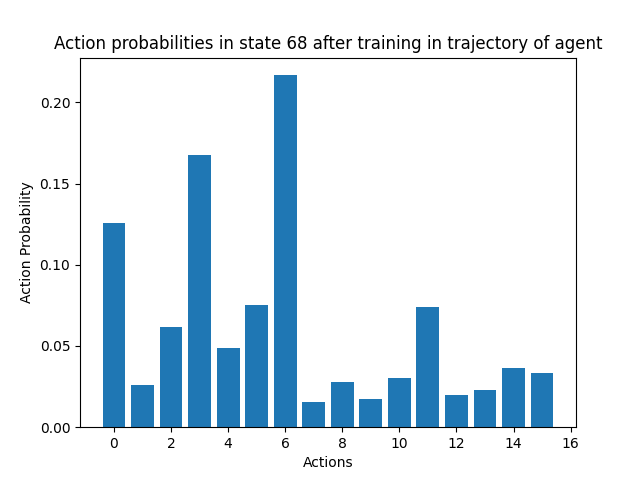 Action probabilities in state 68 after training in trajectory of agent
0.20
0.15
0.10
0.05
0.00
Action Probability
0 2 4 6 8 10 12 14 16
Actions